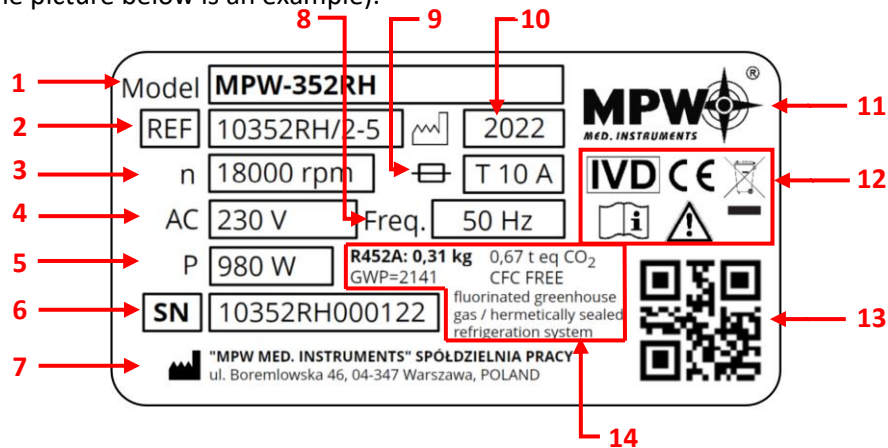 e picture below is an example).
8 9 10
1 Model MPW-352RH MPW ® 11
MED. INSTRUMENTS
2 REF 10352RH/2-5 2022
3 n 18000 rpm T 10 A IVD CE 12
4 AC 230 V Freq. 50 Hz i !
5 P 980 W R452A: 0,31 kg 0,67 t eq CO₂
GWP=2141 CFC FREE
6 SN 10352RH000122 fluorinated greenhouse
gas / hermetically sealed 13
refrigeration system
7 "MPW MED. INSTRUMENTS" SPÓŁDZIELNIA PRACY
ul. Boremlowska 46, 04-347 Warszawa, POLAND
14